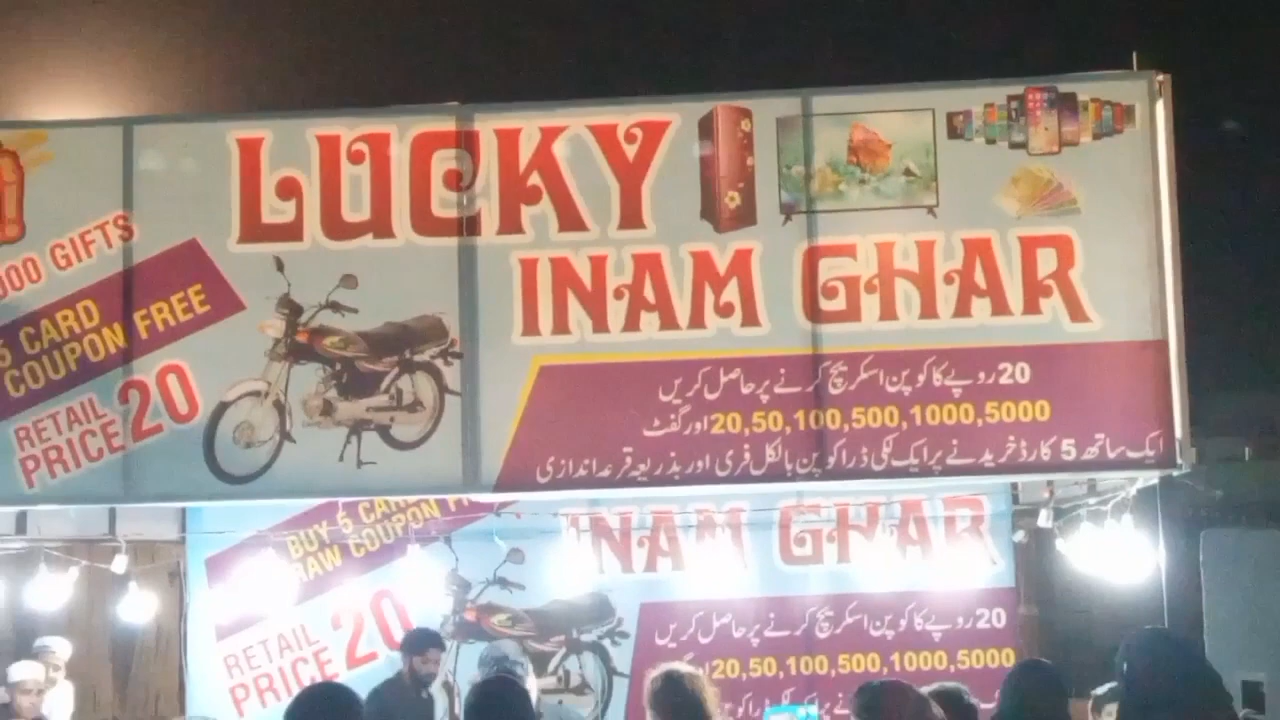 LUCKY
INAM GHAR
000 GIFTS
5 CARD
COUPON FREE
RETAIL
PRICE 20
20 روپے کا کوپن اسکریچ کرنے پر حاصل کریں
20,50,100,500,1000,5000 اور گفٹ
ایک ساتھ 5 کارڈ خریدنے پر ایک لکی ڈرا کوپن بالکل فری اور بذریعہ قرعہ اندازی
BUY 5 CARD
RAW COUPON
INAM GHAR
RETAIL
PRICE 20
20 روپے کا کوپن اسکریچ کرنے پر حاصل کریں
20,50,100,500,1000,5000